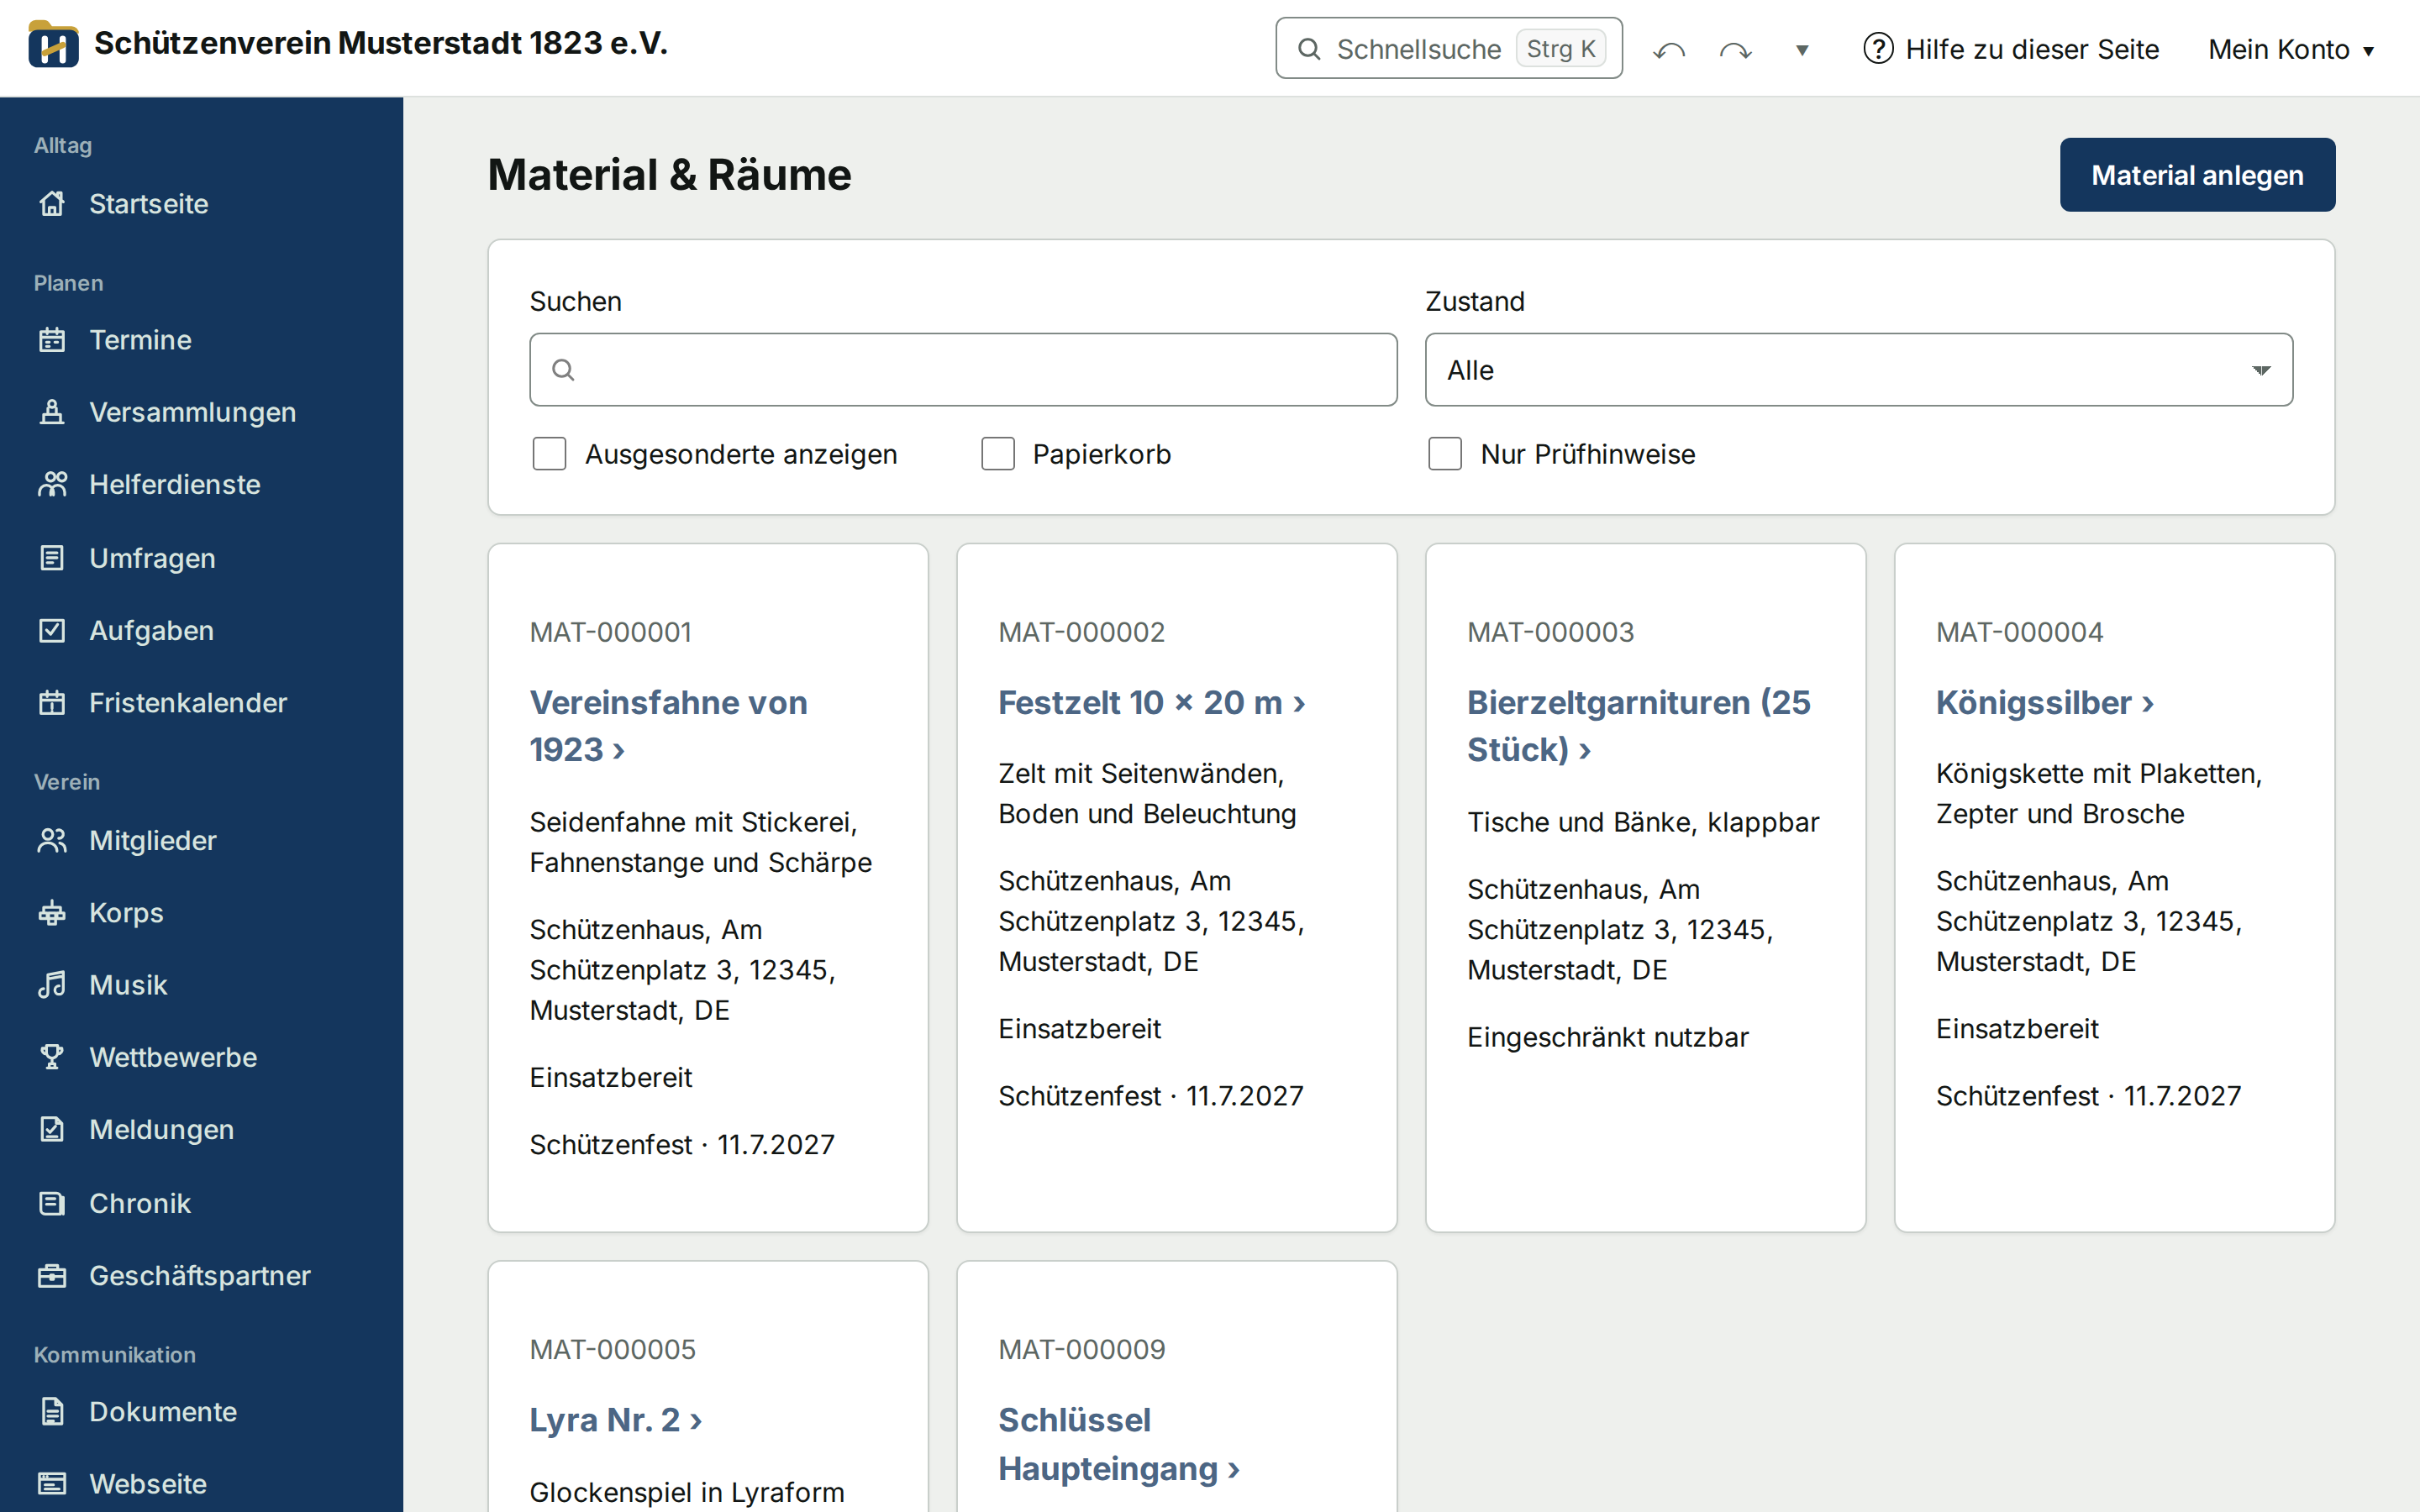 Schützenverein Musterstadt 1823 e.V.
Schnellsuche Strg K
Hilfe zu dieser Seite
Mein Konto
Alltag
Startseite
Planen
Termine
Versammlungen
Helferdienste
Umfragen
Aufgaben
Fristenkalender
Verein
Mitglieder
Korps
Musik
Wettbewerbe
Meldungen
Chronik
Geschäftspartner
Kommunikation
Dokumente
Webseite
Material & Räume
Material anlegen
Suchen
Zustand
Alle
Ausgesonderte anzeigen
Papierkorb
Nur Prüfhinweise
MAT-000001
Vereinsfahne von
1923 ›
Seidenfahne mit Stickerei,
Fahnenstange und Schärpe
Schützenhaus, Am
Schützenplatz 3, 12345,
Musterstadt, DE
Einsatzbereit
Schützenfest · 11.7.2027
MAT-000002
Festzelt 10 × 20 m ›
Zelt mit Seitenwänden,
Boden und Beleuchtung
Schützenhaus, Am
Schützenplatz 3, 12345,
Musterstadt, DE
Einsatzbereit
Schützenfest · 11.7.2027
MAT-000003
Bierzeltgarnituren (25
Stück) ›
Tische und Bänke, klappbar
Schützenhaus, Am
Schützenplatz 3, 12345,
Musterstadt, DE
Eingeschränkt nutzbar
MAT-000004
Königssilber ›
Königskette mit Plaketten,
Zepter und Brosche
Schützenhaus, Am
Schützenplatz 3, 12345,
Musterstadt, DE
Einsatzbereit
Schützenfest · 11.7.2027
MAT-000005
Lyra Nr. 2 ›
Glockenspiel in Lyraform
MAT-000009
Schlüssel
Haupteingang ›